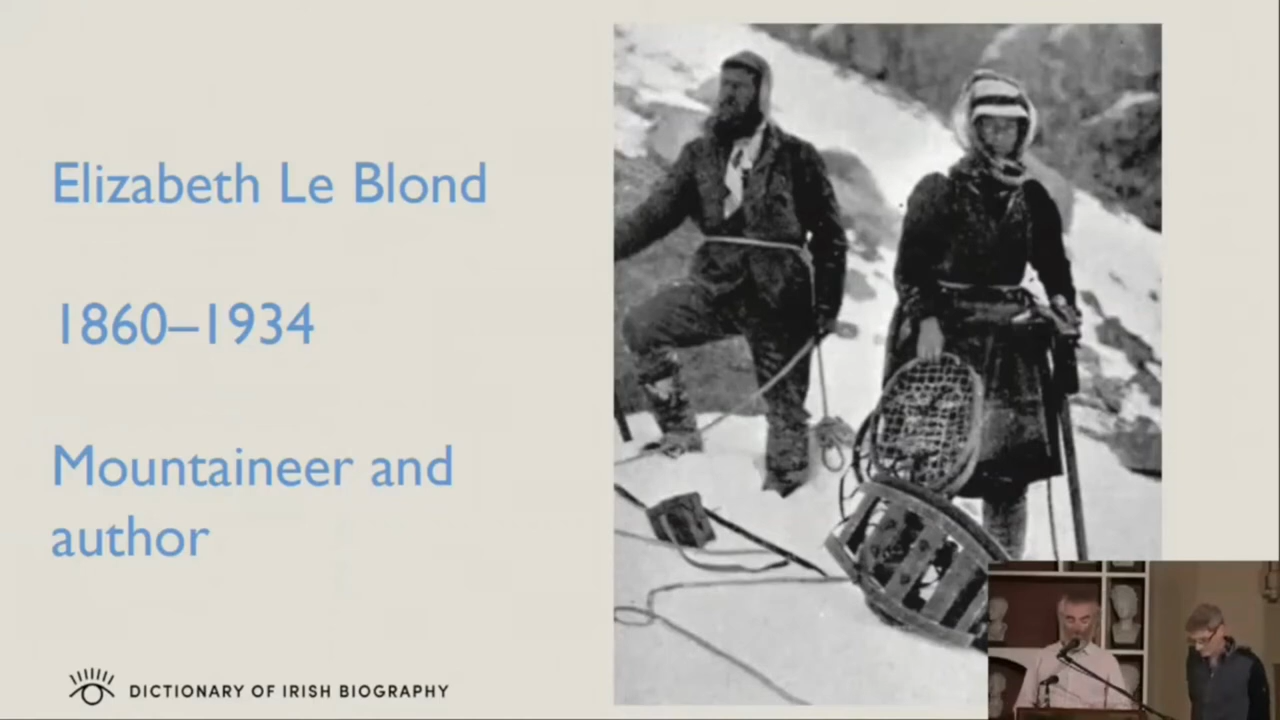 Elizabeth Le Blond
1860–1934
Mountaineer and
author
DICTIONARY OF IRISH BIOGRAPHY